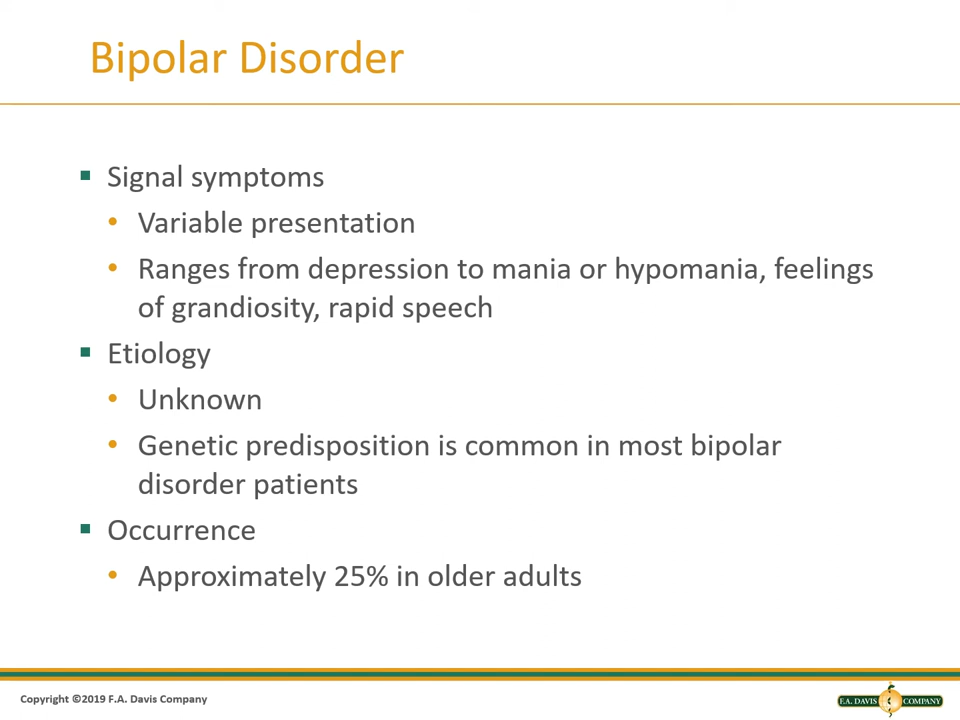 Bipolar Disorder
▪ Signal symptoms
• Variable presentation
• Ranges from depression to mania or hypomania, feelings
of grandiosity, rapid speech
▪ Etiology
• Unknown
• Genetic predisposition is common in most bipolar
disorder patients
▪ Occurrence
• Approximately 25% in older adults
Copyright ©2019 F.A. Davis Company
F.A. DAVIS COMPANY